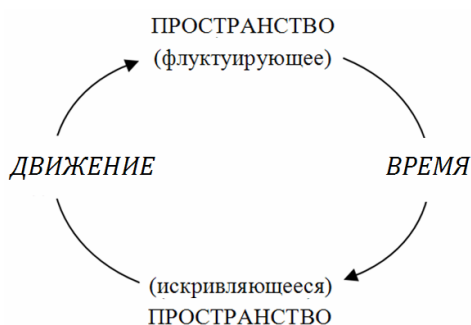 ПРОСТРАНСТВО
(флуктуирующее)
ДВИЖЕНИЕ
ВРЕМЯ
(искривляющееся)
ПРОСТРАНСТВО